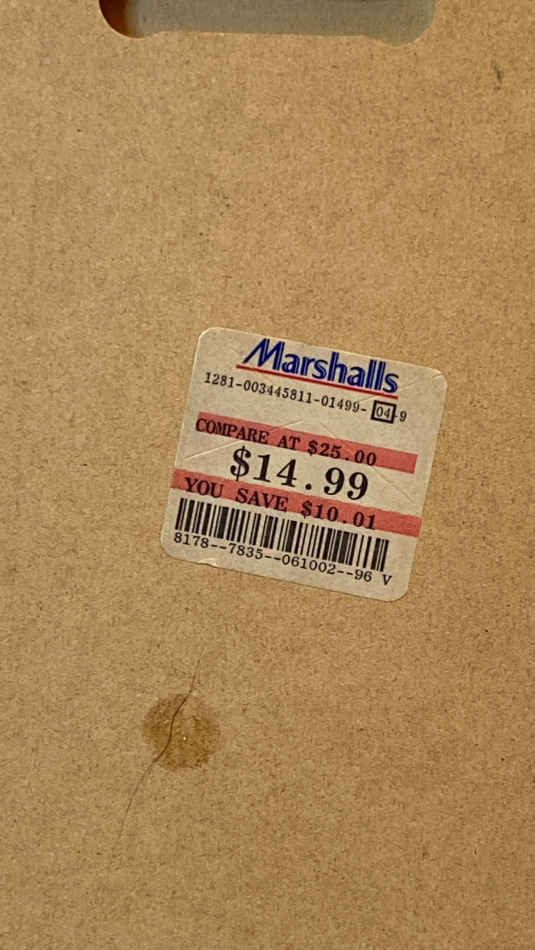 Marshalls
1281-003445811-01499-04-9
COMPARE AT $25.00
$14.99
YOU SAVE $10.01
8178--7835--061002--96 V